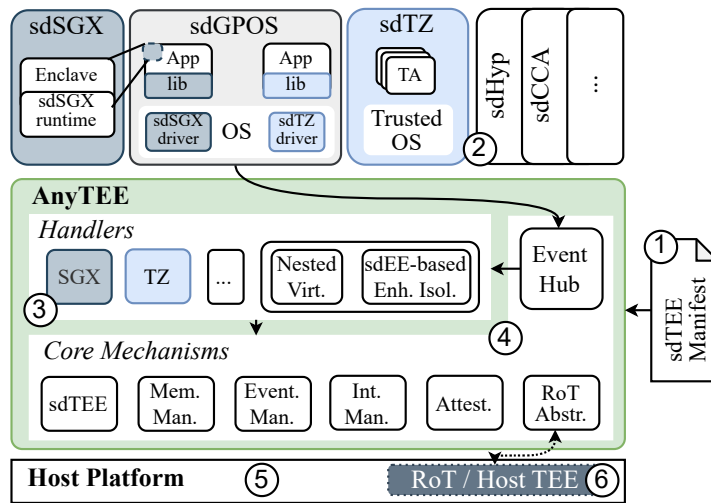 sdSGX
Enclave
sdSGX
runtime
sdGPOS
App
lib
App
lib
sdSGX
driver
OS
sdTZ
driver
sdTZ
TA
Trusted
OS
2
sdHyp
sdCCA
...
AnyTEE
Handlers
SGX
TZ
...
Nested
Virt.
sdEE-based
Enh. Isol.
3
Event
Hub
4
1
sdTEE
Manifest
Core Mechanisms
sdTEE
Mem.
Man.
Event.
Man.
Int.
Man.
Attest.
RoT
Abstr.
Host Platform
5
RoT / Host TEE
6